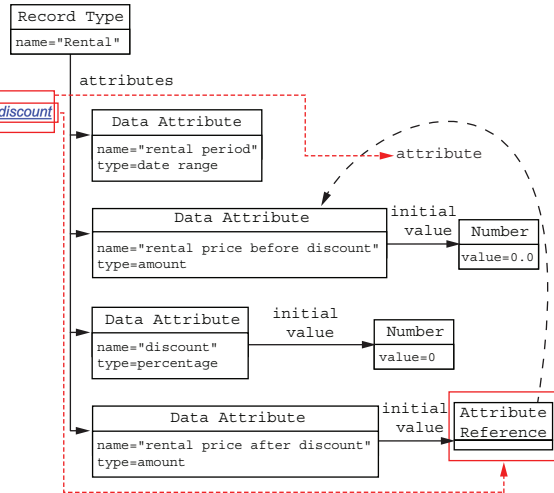 Record Type
name="Rental"
attributes
discount
Data Attribute
name="rental period"
type=date range
attribute
Data Attribute
name="rental price before discount"
type=amount
initial
value
Number
value=0.0
Data Attribute
name="discount"
type=percentage
initial
value
Number
value=0
Data Attribute
name="rental price after discount"
type=amount
initial
value
Attribute
Reference